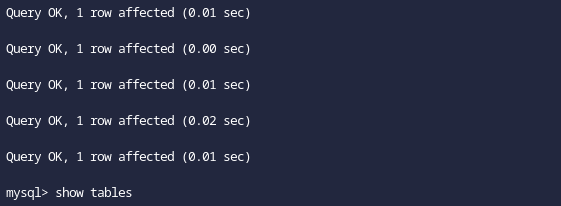 Query OK, 1 row affected (0.01 sec)
Query OK, 1 row affected (0.00 sec)
Query OK, 1 row affected (0.01 sec)
Query OK, 1 row affected (0.02 sec)
Query OK, 1 row affected (0.01 sec)
mysql> show tables